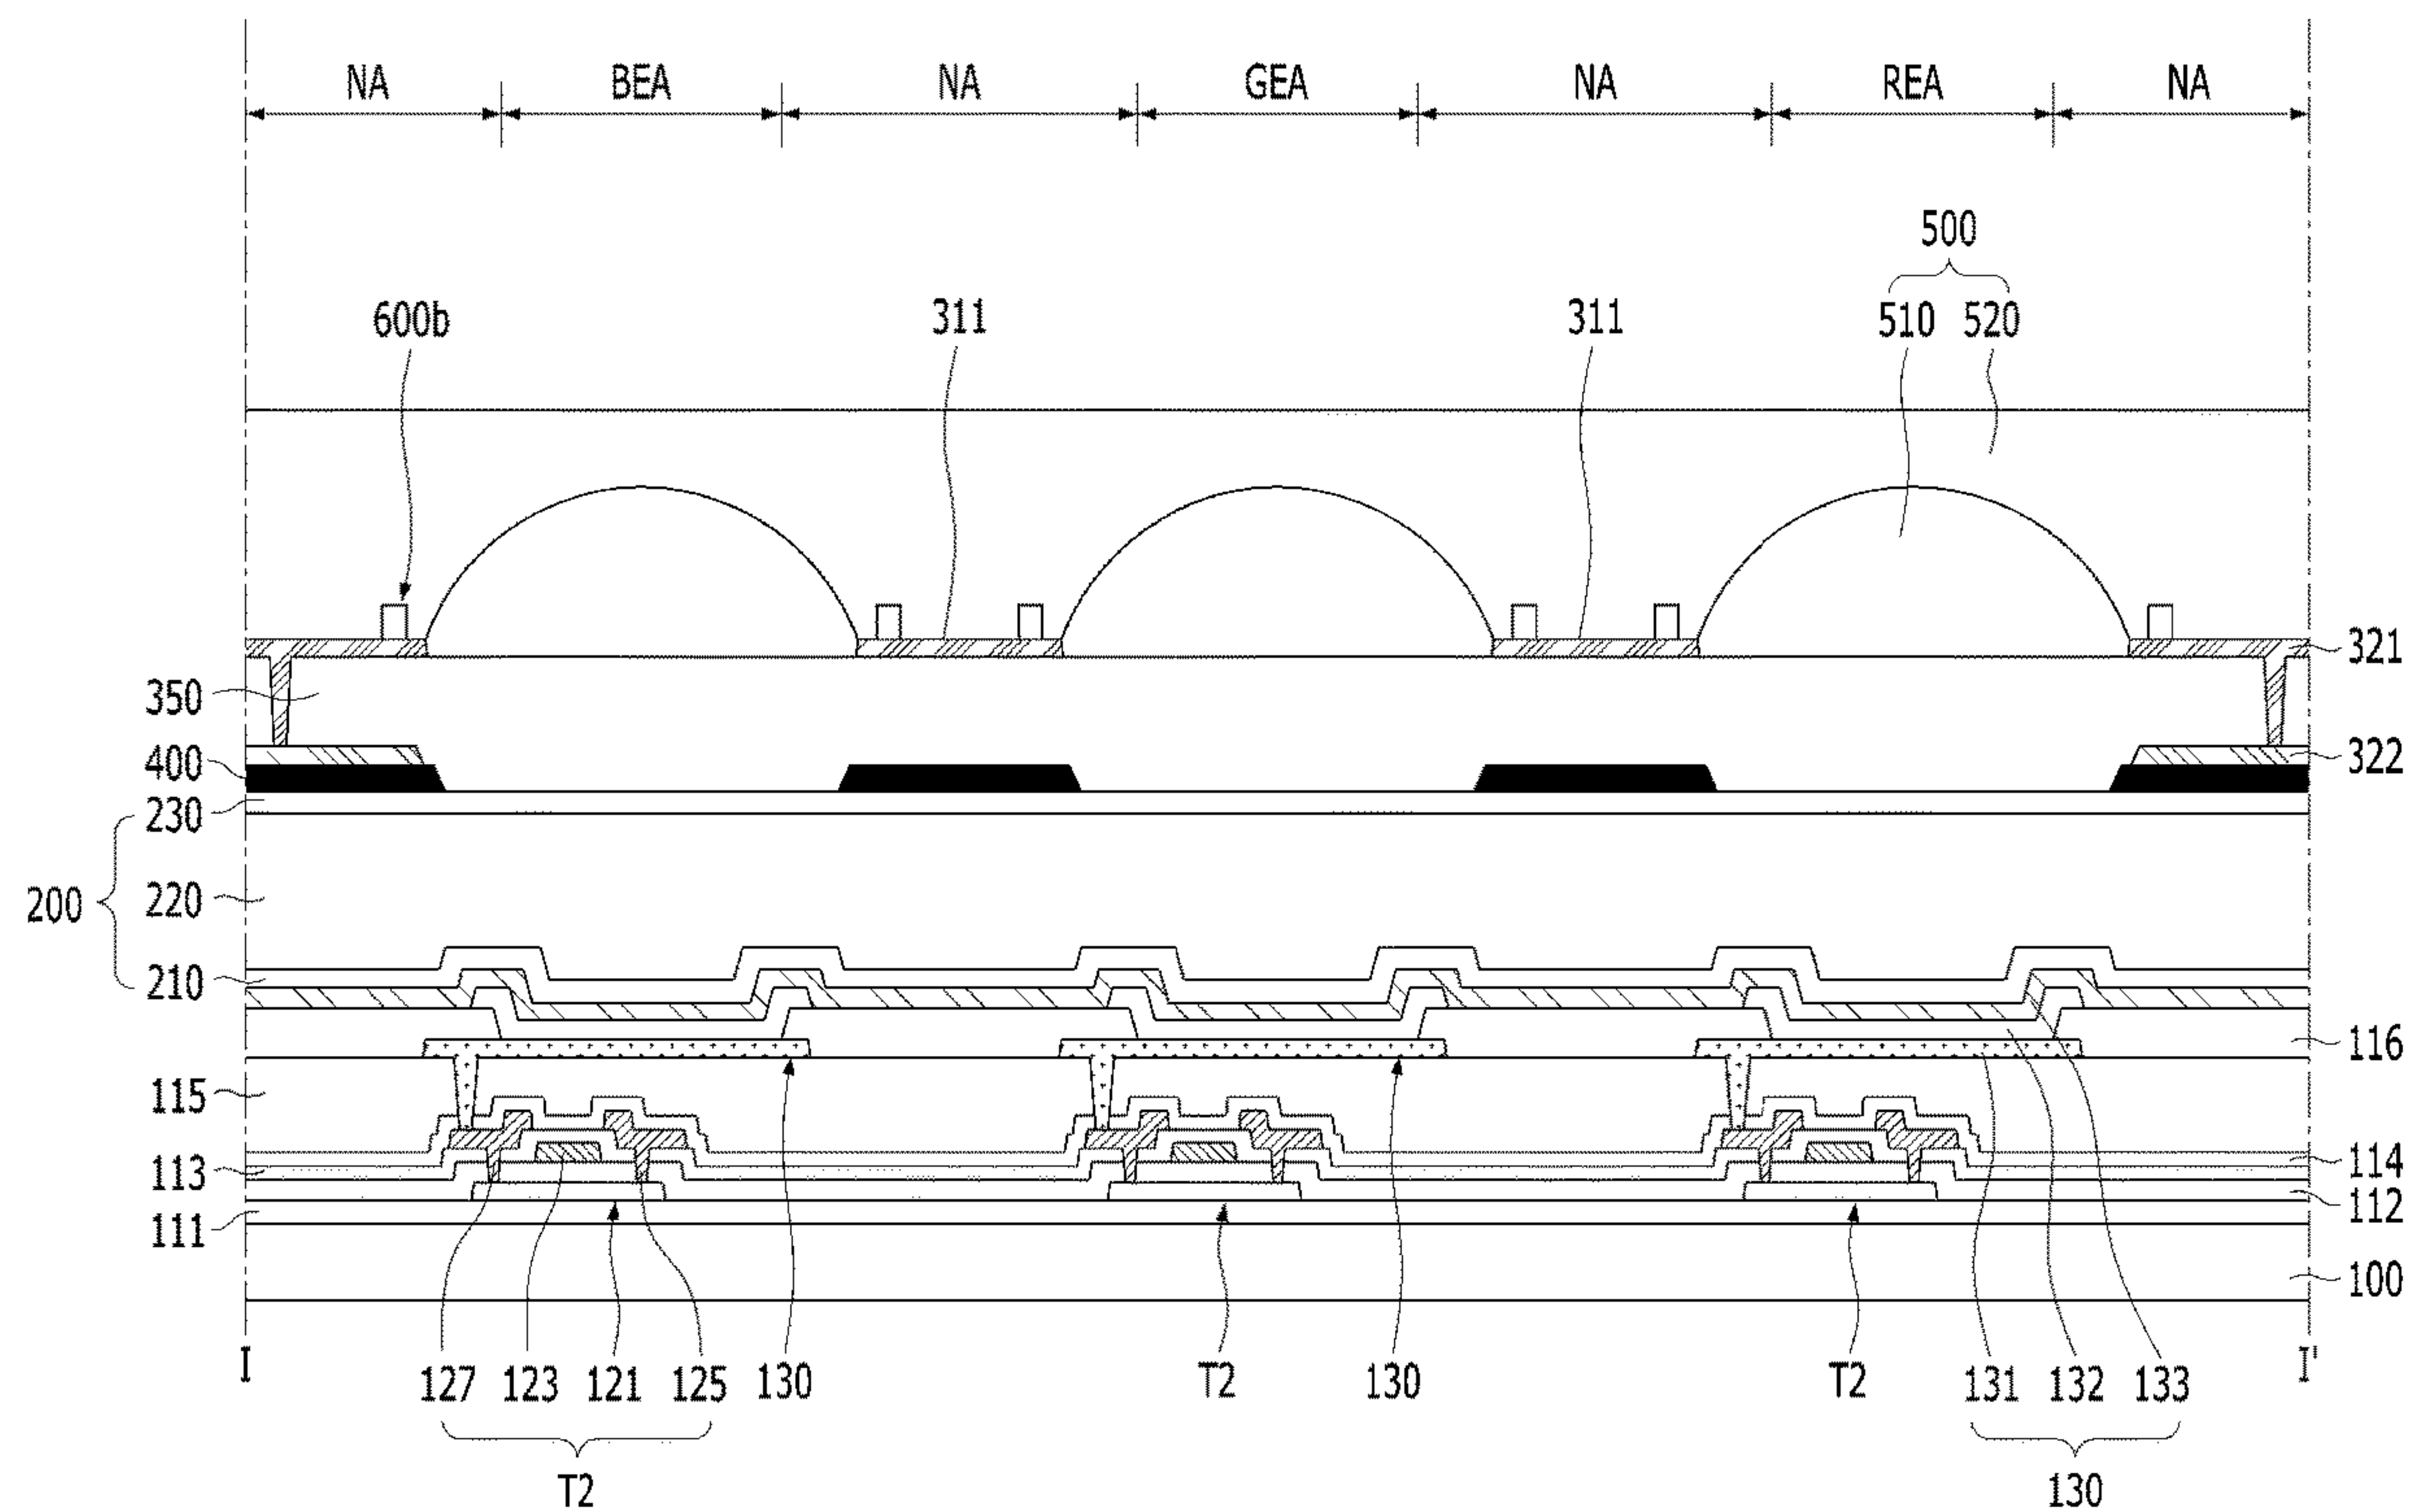 NA BEA NA GEA NA REA NA
500
600b 311 311 510 520
321
350
322
400
230
200 220
210
116
115
113 114
112
111
100
I I'
127 123 121 125 130 T2 130 T2 131 132 133
T2 130